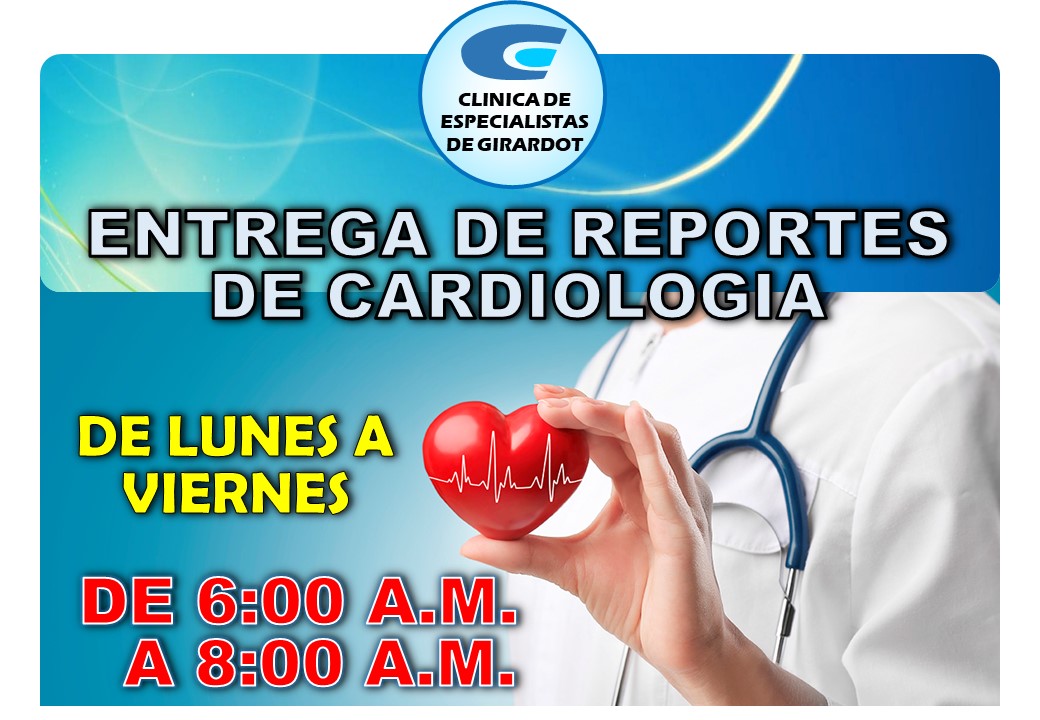 CLINICA DE
ESPECIALISTAS
DE GIRARDOT
ENTREGA DE REPORTES
DE CARDIOLOGIA
DE LUNES A
VIERNES
DE 6:00 A.M.
A 8:00 A.M.